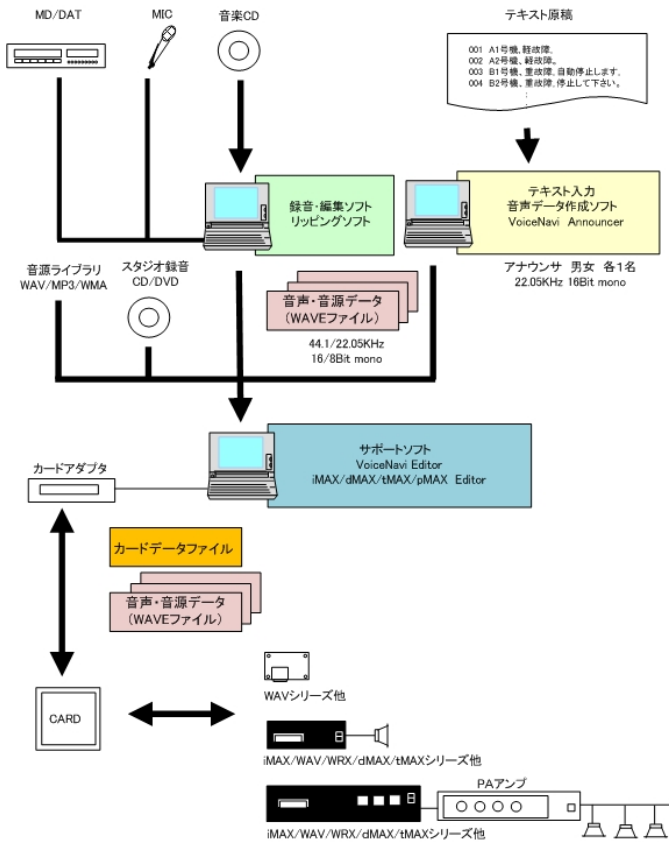 MD/DAT
MIC
音楽CD
テキスト原稿
001 A1号機,軽故障.
002 A2号機、軽故障。
003 B1号機、重故障,自動停止します,
004 B2号機、重故障,停止して下さい。
録音・編集ソフト
リッピングソフト
テキスト入力
音声データ作成ソフト
VoiceNavi Announcer
アナウンサ 男女 各1名
22.05KHz 16Bit mono
音源ライブラリ
WAV/MP3/WMA
スタジオ録音
CD/DVD
音声・音源データ
(WAVEファイル)
44.1/22.05KHz
16/8Bit mono
サポートソフト
VoiceNavi Editor
iMAX/dMAX/tMAX/pMAX Editor
カードアダプタ
カードデータファイル
音声・音源データ
(WAVEファイル)
CARD
WAVシリーズ他
iMAX/WAV/WRX/dMAX/tMAXシリーズ他
PAアンプ
iMAX/WAV/WRX/dMAX/tMAXシリーズ他